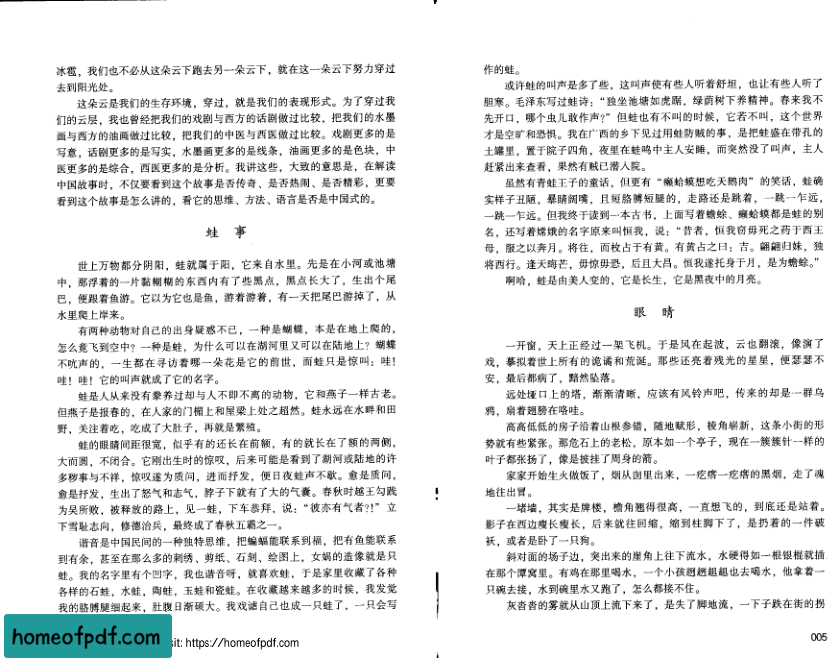 冰雹，我们也不必从这朵云下跑去另一朵云下，就在这一朵云下努力穿过
去到阳光处。
这朵云是我们的生存环境，穿过，就是我们的表现形式。为了穿过我
们的云层，我也曾经把我们的戏剧与西方的话剧做过比较，把我们的水墨
画与西方的油画做过比较，把我们的中医与西医做过比较。戏剧更多的是
写意，话剧更多的是写实，水墨画更多的是线条，油画更多的是色块，中
医更多的是综合，西医更多的是分析。我讲这些，大致的意思是，在解读
中国故事时，不仅要看到这个故事是否传奇、是否热闹、是否精彩，更要
看到这个故事是怎么讲的，看它的思维、方法、语言是否是中国式的。
蛙 事
世上万物都分阴阳，蛙就属于阳，它来自水里。先是在小河或池塘
中，那浮着的一片黏糊糊的东西内有了些黑点，黑点长大了，生出个尾
巴，便跟着鱼游。它以为它也是鱼，游着游着，有一天把尾巴游掉了，从
水里爬上岸来。
有两种动物对自己的出身疑惑不已，一种是蝴蝶，本是在地上爬的，
怎么竟飞到空中？一种是蛙，为什么可以在湖河里又可以在陆地上？蝴蝶
不吭声的，一生都在寻访着哪一朵花是它的前世，而蛙只是惊叫：哇！
哇！哇！它的叫声就成了它的名字。
蛙是人从来没有豢养过却与人不即不离的动物，它和燕子一样古老。
但燕子是报春的，在人家的门楣上和屋梁上处之超然。蛙永远在水畔和田
野，关注着吃，吃成了大肚子，再就是繁殖。
蛙的眼睛间距很宽，似乎有的还长在前额，有的就长在了额的两侧，
大而圆，不闭合。它刚出生时的惊叹，后来可能是看到了湖河或陆地的许
多秽事与不祥，惊叹遂为质问，进而抒发，便日夜蛙声不歇。愈是质问，
愈是抒发，生出了怒气和志气，脖子下就有了大的气囊。春秋时越王勾践
为吴所败，被释放的路上，见一蛙，下车恭拜，说：“彼亦有气者?!”立
下雪耻志向，修德治兵，最终成了春秋五霸之一。
谐音是中国民间的一种独特思维，把蝙蝠能联系到福，把有鱼能联系
到有余，甚至在那么多的刺绣、剪纸、石刻、绘图上，女娲的造像就是只
蛙。我的名字里有个凹字，我也谐音呀，就喜欢蛙，于是家里收藏了各种
各样的石蛙，水蛙，陶蛙，玉蛙和瓷蛙。在收藏越来越多的时候，我发觉
我的胳膊腿细起来，肚腹日渐硕大。我戏谑自己也成一只蛙了，一只会写
作的蛙。
或许蛙的叫声是多了些，这叫声使有些人听着舒坦，也让有些人听了
胆寒。毛泽东写过蛙诗：“独坐池塘如虎踞，绿荫树下养精神。春来我不
先开口，哪个虫儿敢作声？”但蛙也有不叫的时候，它若不叫，这个世界
才是空旷和恐惧。我在广西的乡下见过用蛙防贼的事，是把蛙盛在带孔的
土罐里，置于院子四角，夜里在蛙鸣中主人安睡，而突然没了叫声，主人
赶紧出来查看，果然有贼已潜入院。
虽然有青蛙王子的童话，但更有“癞蛤蟆想吃天鹅肉”的笑话，蛙确
实样子丑陋，暴睛阔嘴，且短胳膊短腿的，走路还是跳着，一跳一乍远，
一跳一乍远。但我终于读到一本古书，上面写着蟾蜍、癞蛤蟆都是蛙的别
名，还写着嫦娥的名字原来叫恒我，说：“昔者，恒我窃毋死之药于西王
母，服之以奔月。将往，而枚占于有黄。有黄占之曰：吉。翩翩归妹，独
将西行。逢天晦芒，毋惊毋恐，后且大昌。恒我遂托身于月，是为蟾蜍。”
啊哈，蛙是由美人变的，它是长生，它是黑夜中的月亮。
眼 睛
一开窗，天上正经过一架飞机。于是风在起波，云也翻滚，像演了
戏，摹拟着世上所有的诡谲和荒诞。那些还亮着残光的星星，便瑟瑟不
安，最后都病了，黯然坠落。
远处垭口上的塔，渐渐清晰，应该有风铃声吧，传来的却是一群乌
鸦，扇着翅膀在咯哇。
高高低低的房子沿着山根参错，随地赋形，棱角崭新，这条小街的形
势就有些紧张。那危石上的老松，原本如一个亭子，现在一簇簇针一样的
叶子都张扬了，像是披挂了周身的箭。
家家开始生火做饭了，烟从囱里出来，一疙瘩一疙瘩的黑烟，走了魂
地往出冒。
一堵墙，其实是牌楼，檐角翘得很高，一直想飞的，到底还是站着。
影子在西边瘦长瘦长，后来就往回缩，缩到柱脚下了，是扔着的一件破
袄，或者是卧了一只狗。
斜对面的场子边，突出来的崖角上往下流水，水硬得如一根银棍就插
在那个潭窝里。有鸡在那里喝水，一个小孩趔趔趄趄也去喝水，他拿着一
只碗去接，水到碗里水又跑了，怎么都接不住。
灰沓沓的雾就从山顶上流下来了，是失了脚地流，一下子跌在街的拐
005
homeofpdf.com
sit: https://homeofpdf.com